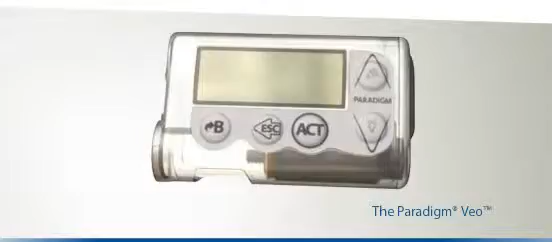 PARADIGM
B
ESC
ACT
The Paradigm® Veo™